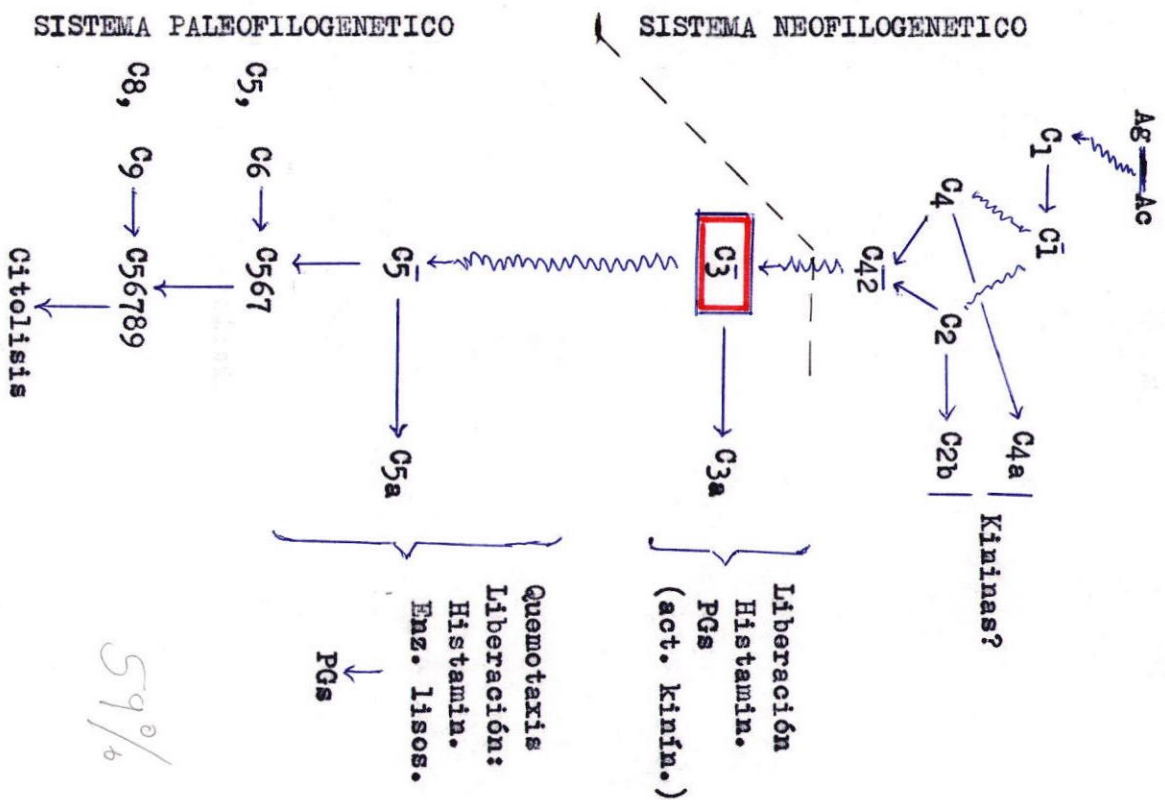 SISTEMA PALEOFILOGENETICO
SISTEMA NEOFILOGENETICO
Ag Ac
C1 C1̅
C4
C2
C4̅2̅
C4a
C2b
Kininas?
C3̅
C3a
Liberación
Histamin.
PGs
(act. kinín.)
C5̅
C5a
Quemotaxis
Liberación:
Histamin.
Enz. lisos.
PGs
C5, C6
C567
C8, C9
C56789
Citolisis
59%